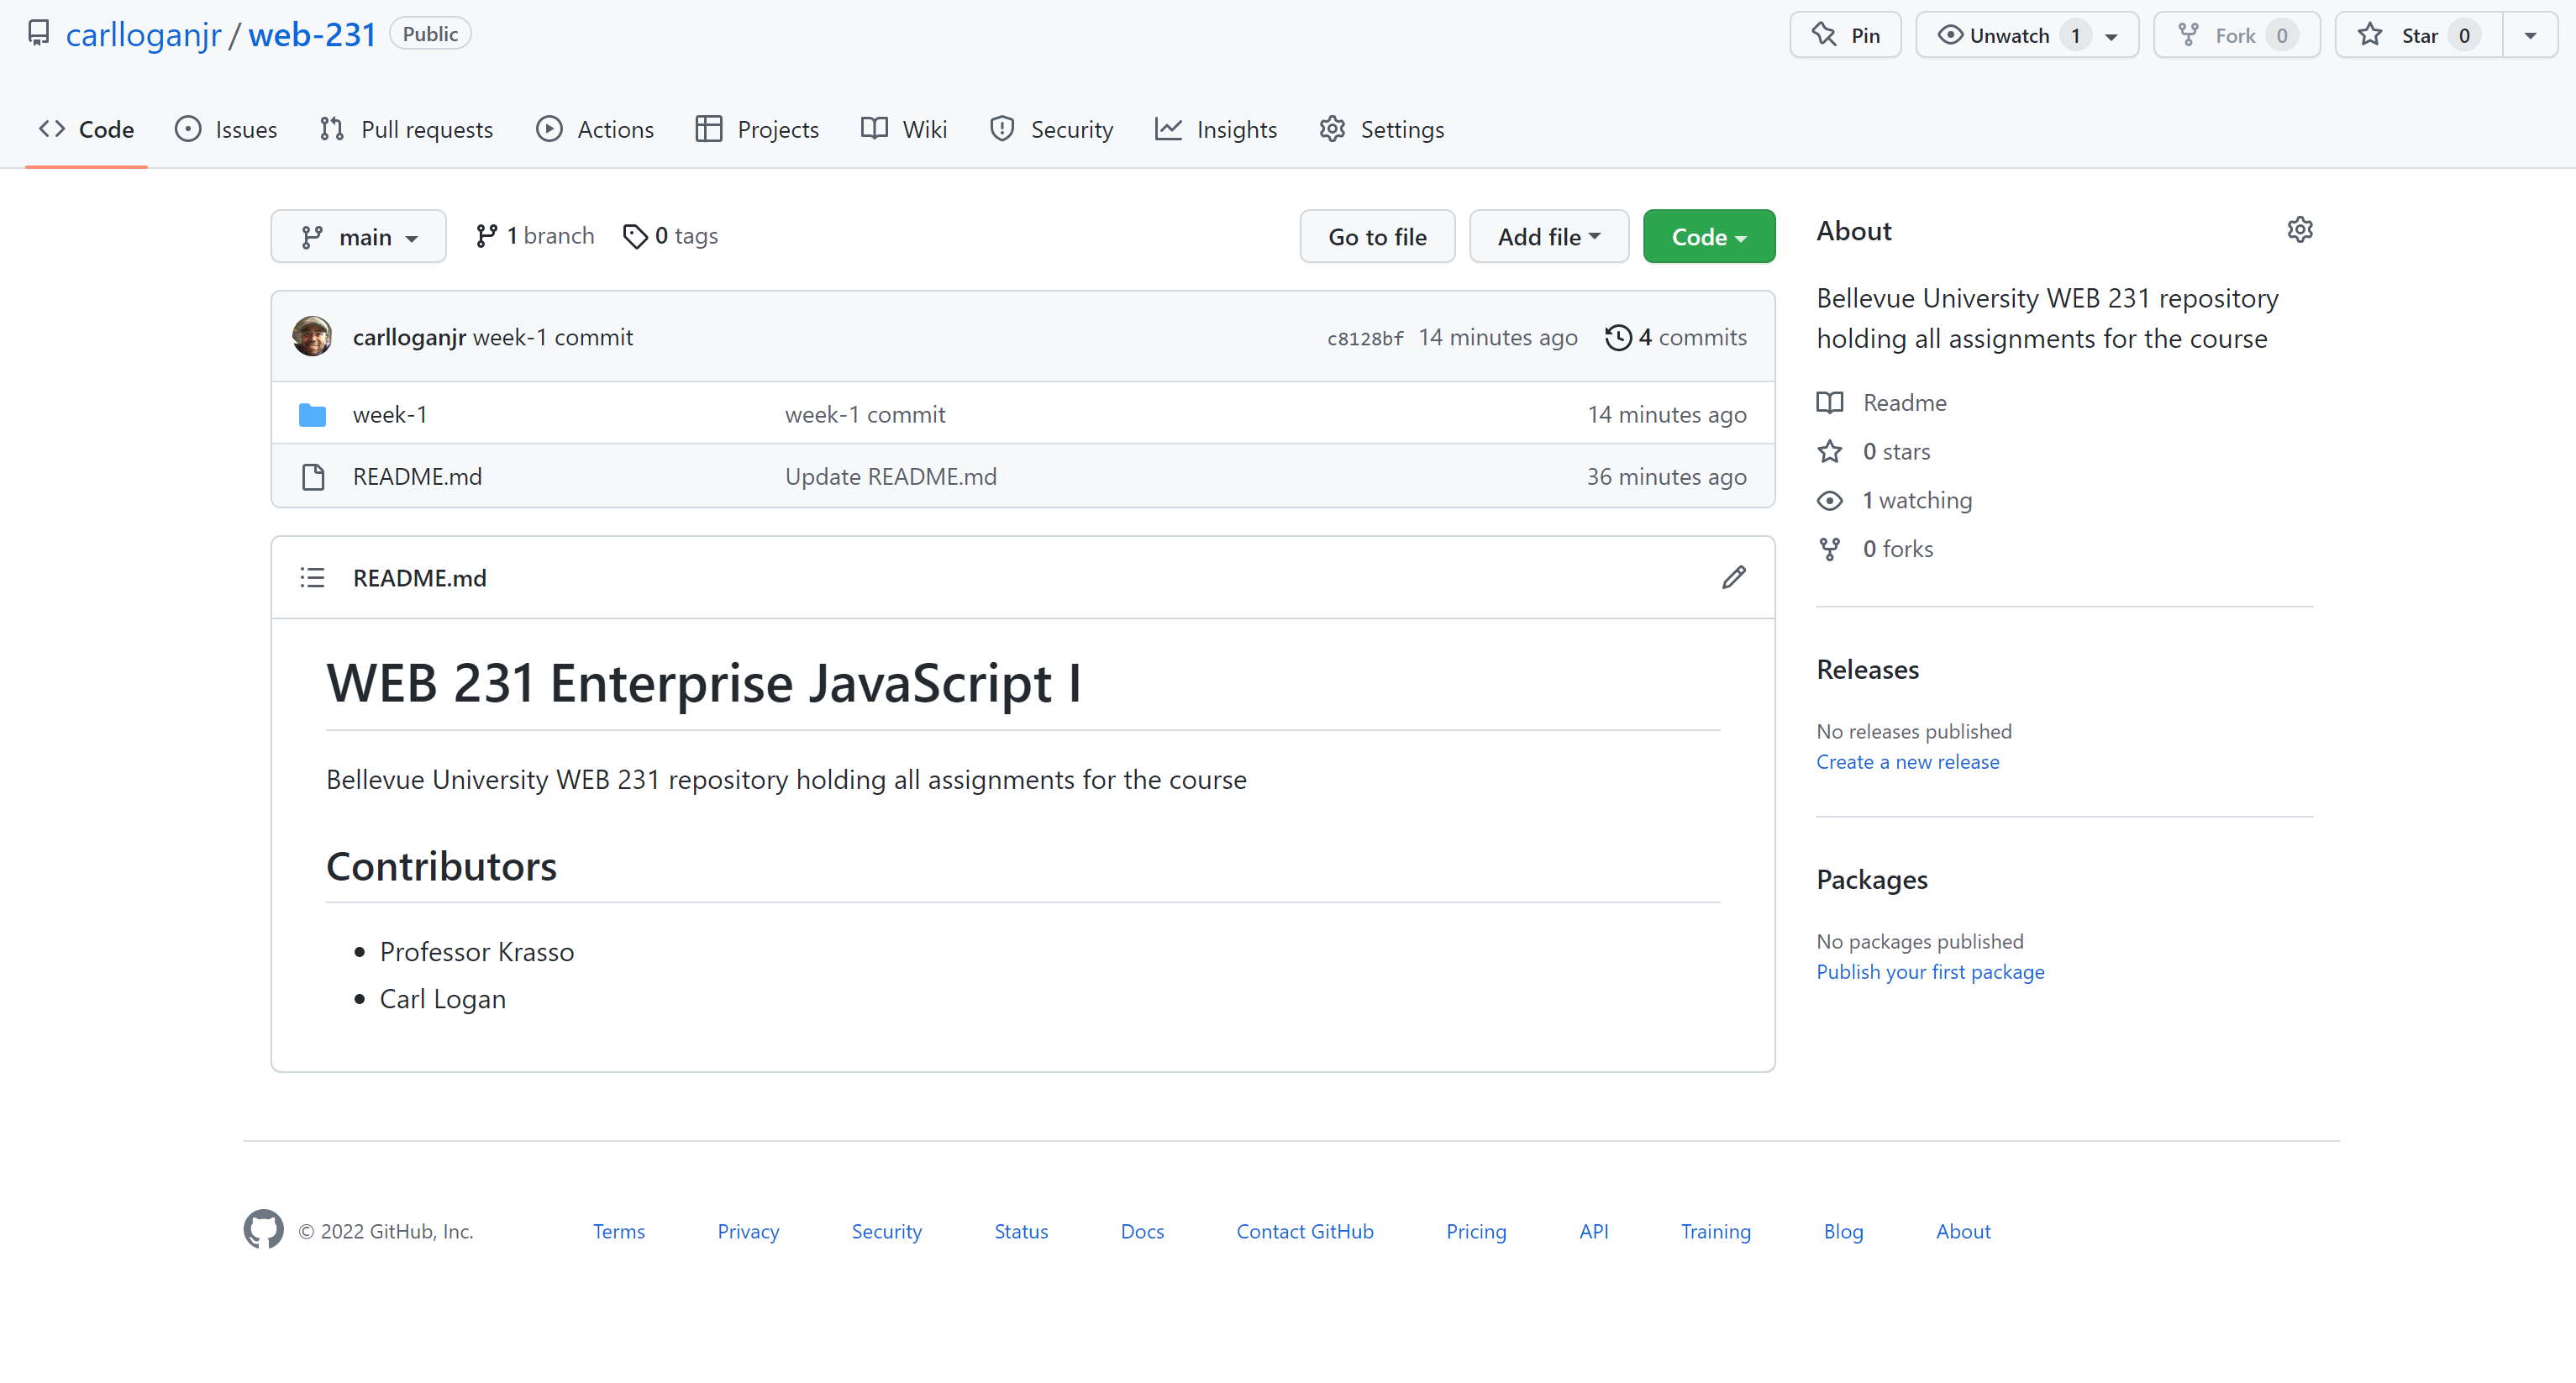 carlloganjr / web-231 Public Pin Unwatch 1 Fork 0 Star 0
Code Issues Pull requests Actions Projects Wiki Security Insights Settings
main 1 branch 0 tags Go to file Add file Code
carlloganjr week-1 commit c8128bf 14 minutes ago 4 commits
week-1 week-1 commit 14 minutes ago
README.md Update README.md 36 minutes ago
README.md
WEB 231 Enterprise JavaScript I
Bellevue University WEB 231 repository holding all assignments for the course
Contributors
Professor Krasso
Carl Logan
About
Bellevue University WEB 231 repository
holding all assignments for the course
Readme
0 stars
1 watching
0 forks
Releases
No releases published
Create a new release
Packages
No packages published
Publish your first package
© 2022 GitHub, Inc. Terms Privacy Security Status Docs Contact GitHub Pricing API Training Blog About